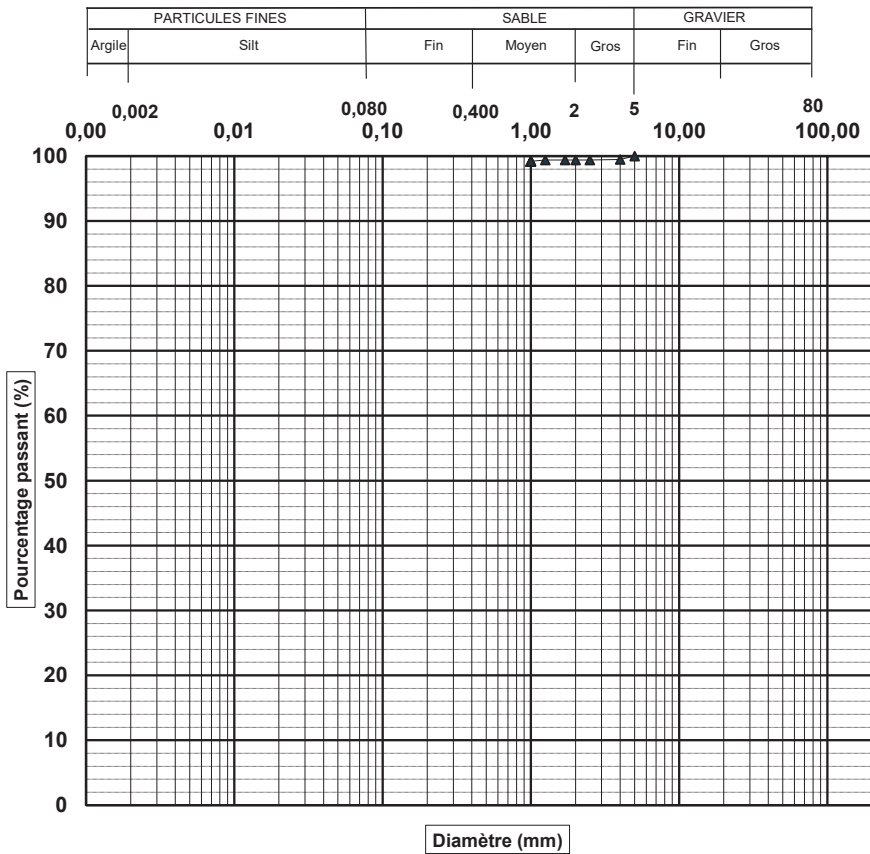 PARTICULES FINES SABLE GRAVIER
Argile Silt Fin Moyen Gros Fin Gros
0,002 0,080 0,400 2 5 80
0,00 0,01 0,10 1,00 10,00 100,00
100
90
80
70
60
50
40
30
20
10
0
Pourcentage passant (%)
Diamètre (mm)